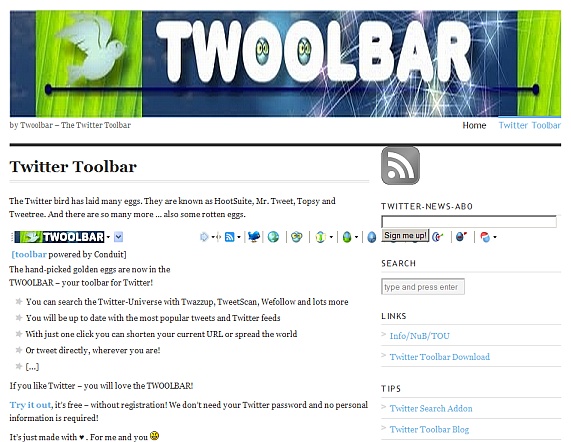 TWOOLBAR
by Twoolbar – The Twitter Toolbar
Home
Twitter Toolbar
Twitter Toolbar
The Twitter bird has laid many eggs. They are known as HootSuite, Mr. Tweet, Topsy and
Tweetree. And there are so many more ... also some rotten eggs.
TWOOLBAR
[toolbar powered by Conduit]
The hand-picked golden eggs are now in the
TWOOLBAR – your toolbar for Twitter!
You can search the Twitter-Universe with Twazzup, TweetScan, Wefollow and lots more
You will be up to date with the most popular tweets and Twitter feeds
With just one click you can shorten your current URL or spread the world
Or tweet directly, wherever you are!
[...]
If you like Twitter – you will love the TWOOLBAR!
Try it out, it's free – without registration! We don't need your Twitter password and no personal
information is required!
It's just made with ♥ . For me and you
TWITTER-NEWS-ABO
Sign me up!
SEARCH
type and press enter
LINKS
Info/NuB/TOU
Twitter Toolbar Download
TIPS
Twitter Search Addon
Twitter Toolbar Blog